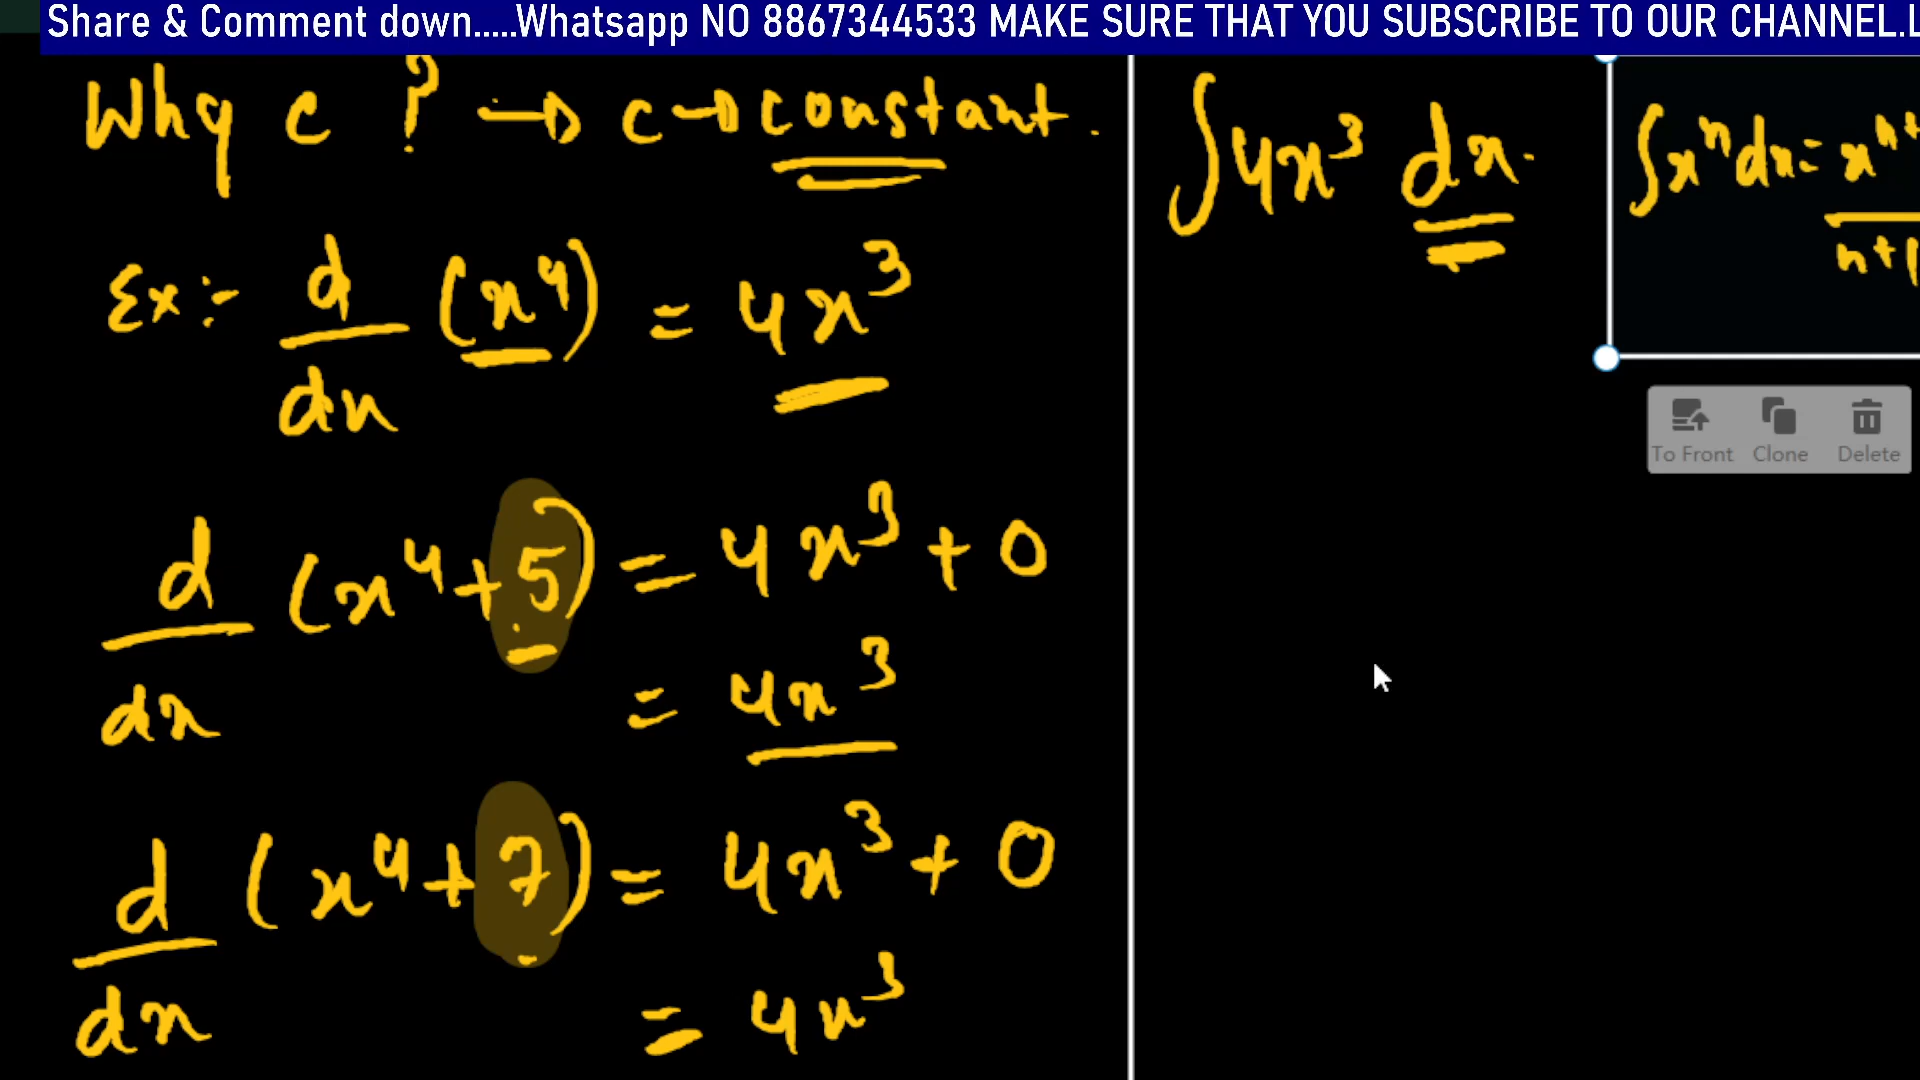 Share & Comment down.....Whatsapp NO 8867344533 MAKE SURE THAT YOU SUBSCRIBE TO OUR CHANNEL.L
Why c ? → c → constant.
Ex:- d/dx (x⁴) = 4x³
d/dx (x⁴+5) = 4x³ + 0
= 4x³
d/dx (x⁴+7) = 4x³ + 0
= 4x³
∫4x³ dx.
∫xⁿdx = xⁿ⁺
n+1
To Front Clone Delete